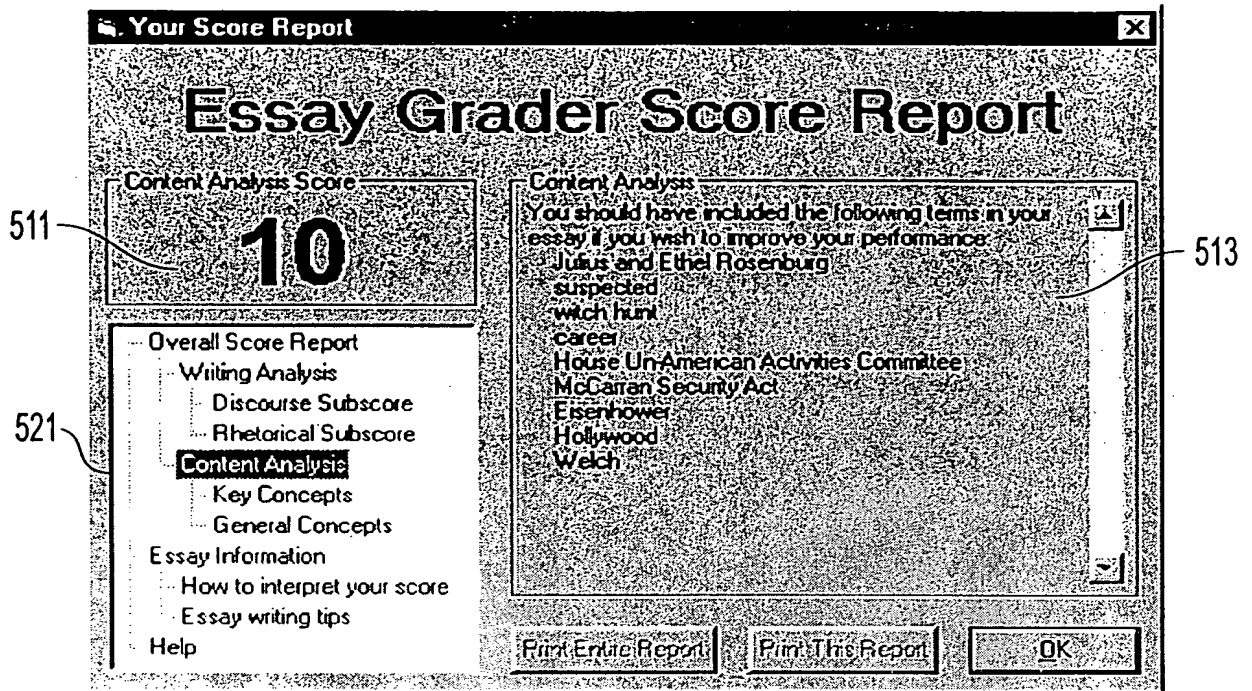 Your Score Report
Essay Grader Score Report
Content Analysis Score
10
511
Content Analysis
You should have included the following terms in your
essay if you wish to improve your performance:
Julius and Ethel Rosenburg
suspected
witch hunt
career
House Un-American Activities Committee
McCarran Security Act
Eisenhower
Hollywood
Welch
513
521
Overall Score Report
Writing Analysis
Discourse Subscore
Rhetorical Subscore
Content Analysis
Key Concepts
General Concepts
Essay Information
How to interpret your score
Essay writing tips
Help
Print Entire Report
Print This Report
OK